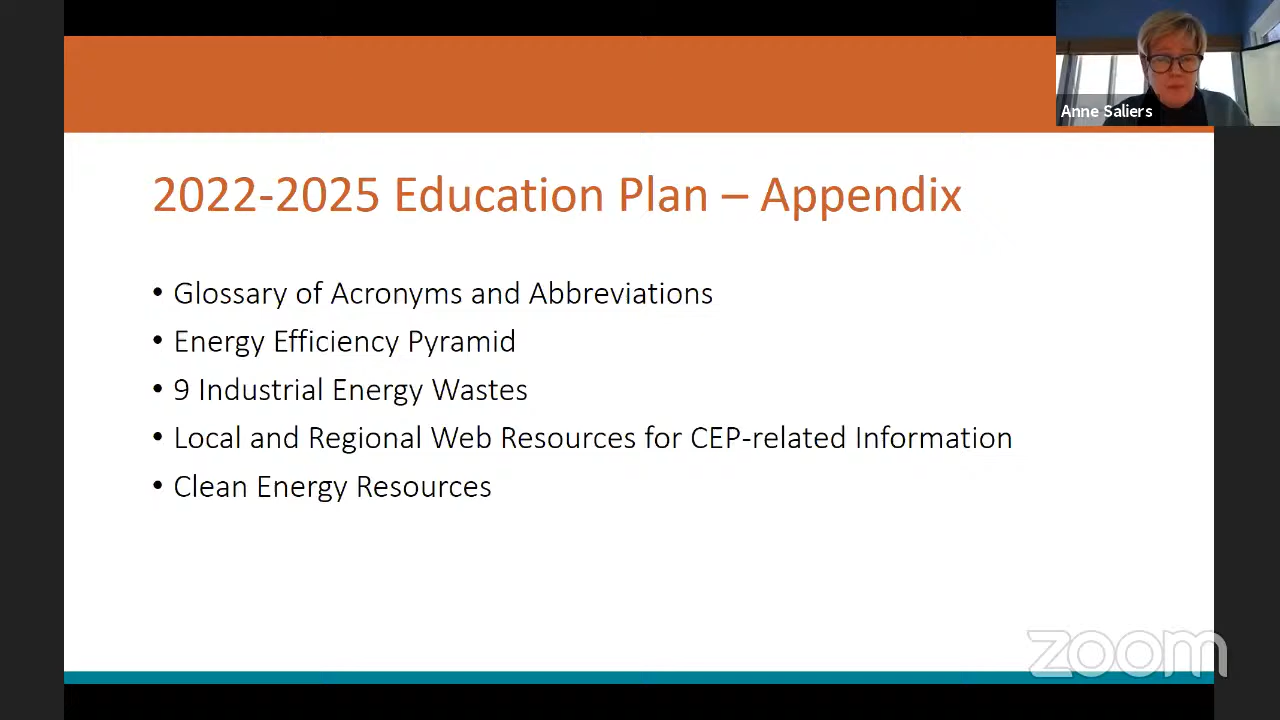 Anne Saliers
2022-2025 Education Plan – Appendix
• Glossary of Acronyms and Abbreviations
• Energy Efficiency Pyramid
• 9 Industrial Energy Wastes
• Local and Regional Web Resources for CEP-related Information
• Clean Energy Resources
zoom